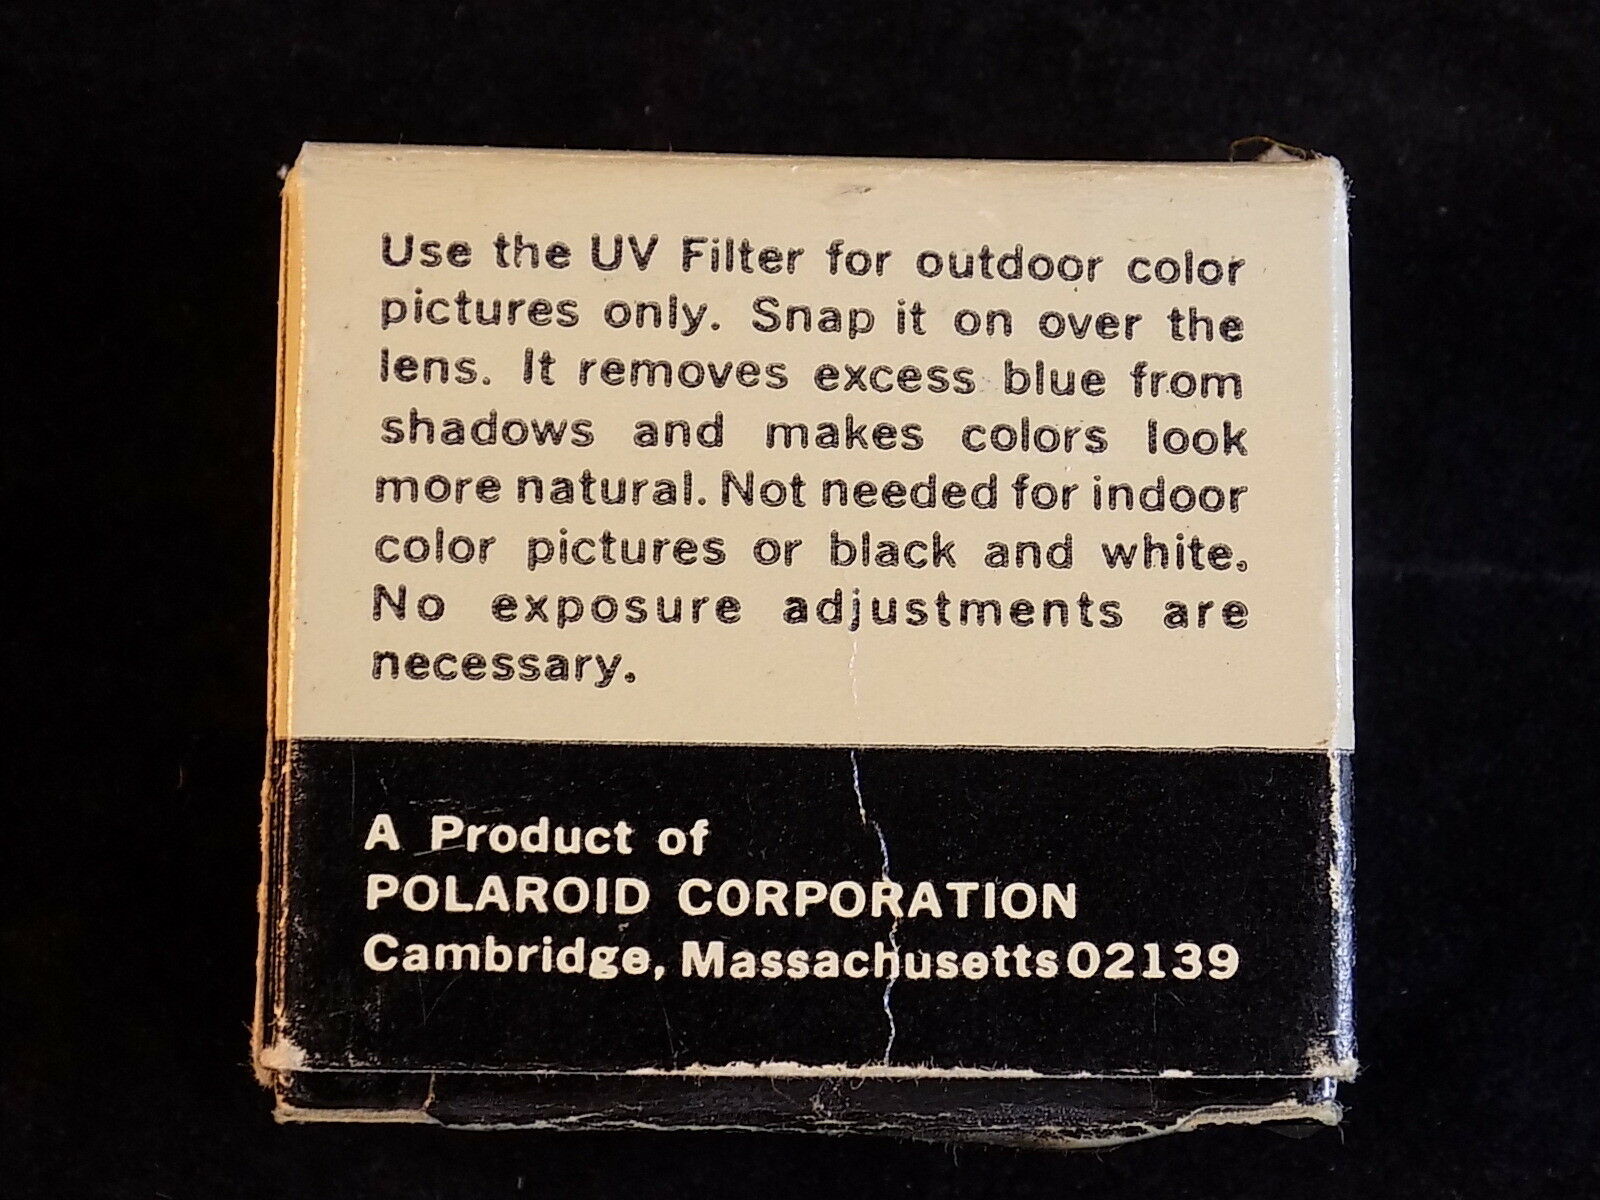 Use the UV Filter for outdoor color
pictures only. Snap it on over the
lens. It removes excess blue from
shadows and makes colors look
more natural. Not needed for indoor
color pictures or black and white.
No exposure adjustments are
necessary.
A Product of
POLAROID CORPORATION
Cambridge, Massachusetts 02139